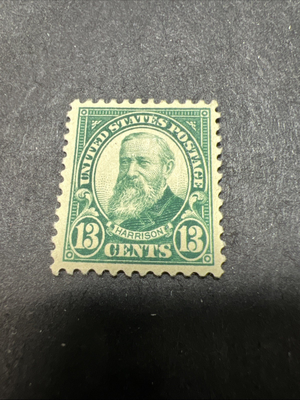 UNITED STATES POSTAGE
HARRISON
13 CENTS 13